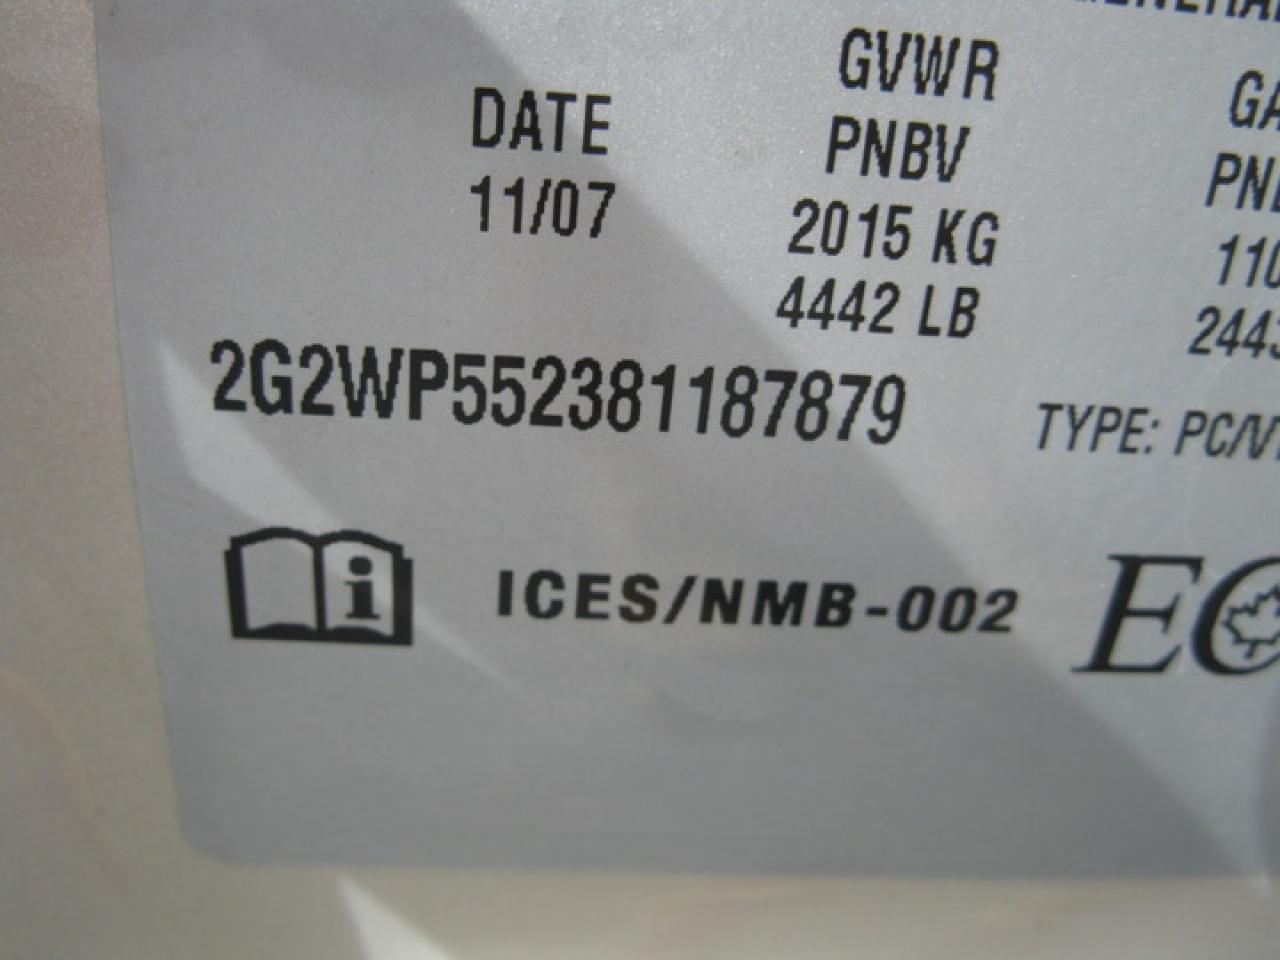 DATE
11/07
GVWR
PNBV
2015 KG
4442 LB
2G2WP552381187879
TYPE:
ICES/NMB-002